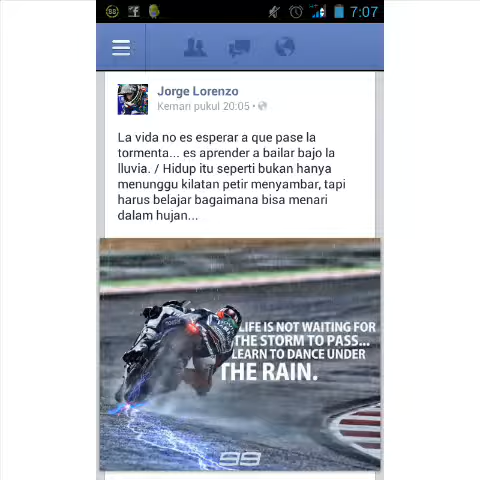 88
7:07
Jorge Lorenzo
Kemarin pukul 20:05
La vida no es esperar a que pase la
tormenta... es aprender a bailar bajo la
lluvia. / Hidup itu seperti bukan hanya
menunggu kilatan petir menyambar, tapi
harus belajar bagaimana bisa menari
dalam hujan...
LIFE IS NOT WAITING FOR
THE STORM TO PASS...
LEARN TO DANCE UNDER
THE RAIN.
99